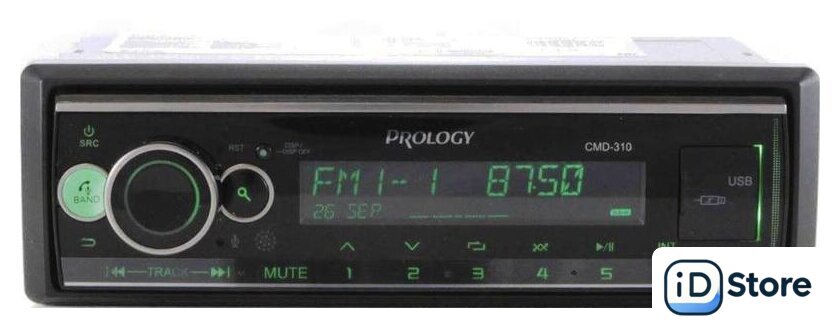 PROLOGY
CMD-310
SRC
RST
DISP/
DISP OFF
USB
BAND
FM1--1 8750
26 SEP
TRACK
MUTE
1 2 3 4 5
INT
iD Store